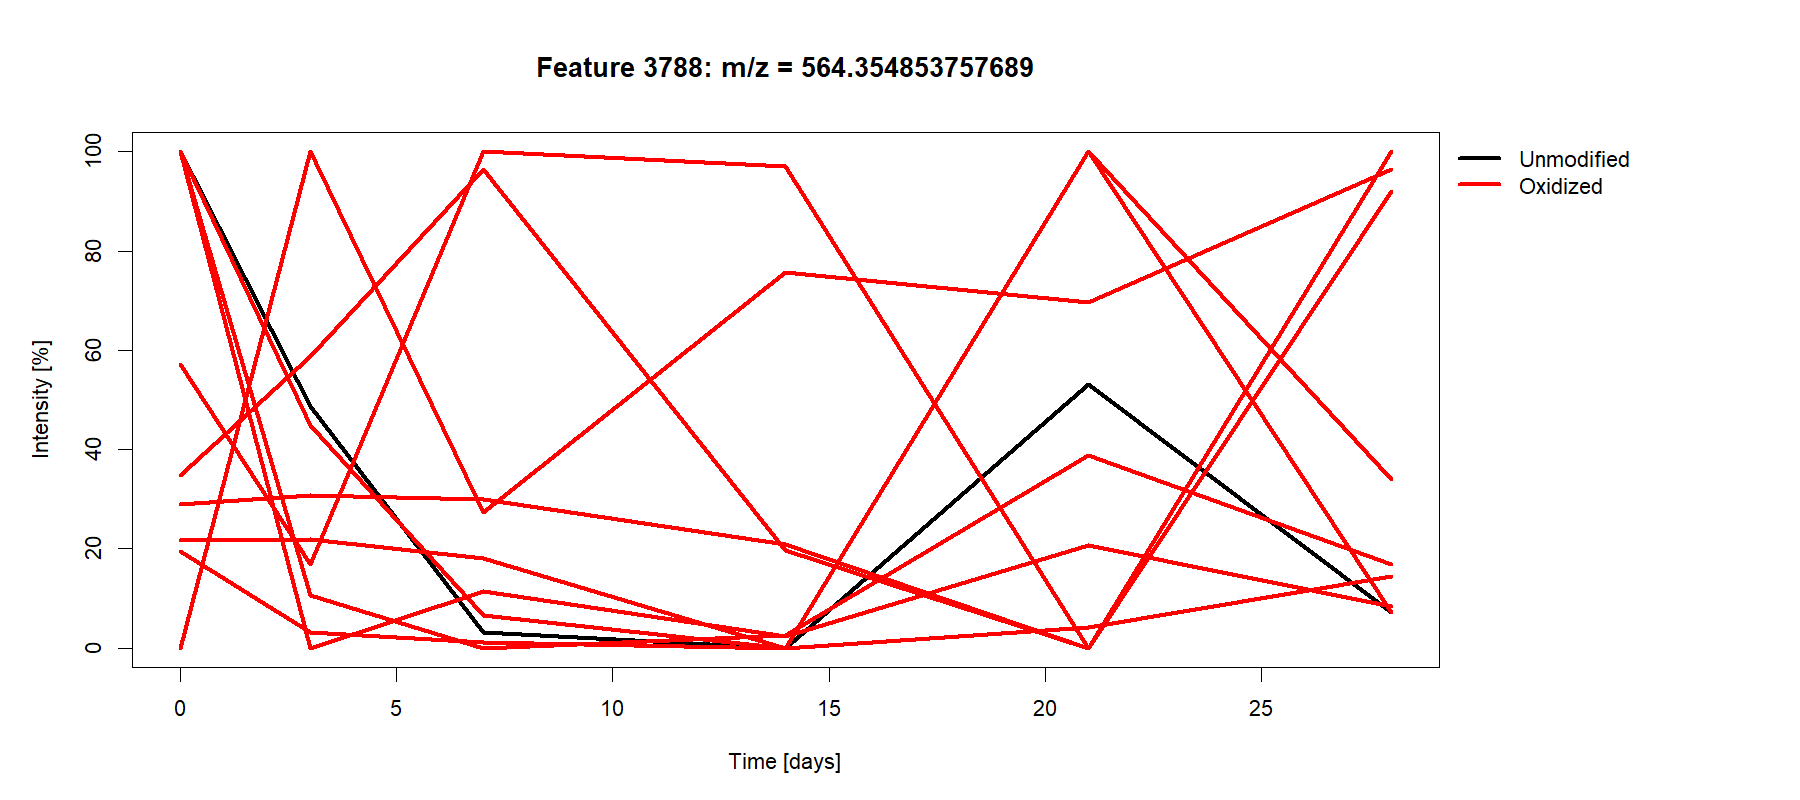 Feature 3788: m/z = 564.354853757689
Unmodified
Oxidized
Intensity [%]
100
80
60
40
20
0
0 5 10 15 20 25
Time [days]